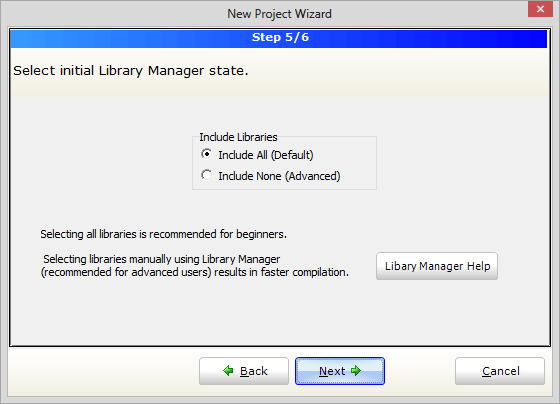 New Project Wizard
Step 5/6
Select initial Library Manager state.
Include Libraries
Include All (Default)
Include None (Advanced)
Selecting all libraries is recommended for beginners.
Selecting libraries manually using Library Manager
(recommended for advanced users) results in faster compilation.
Libary Manager Help
Back
Next
Cancel